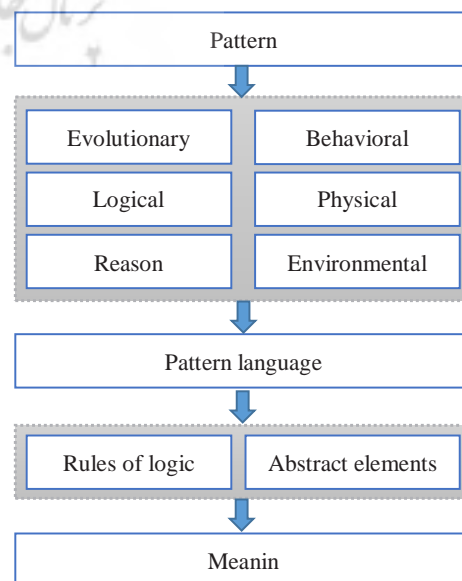 Pattern
Evolutionary Behavioral
Logical Physical
Reason Environmental
Pattern language
Rules of logic Abstract elements
Meanin